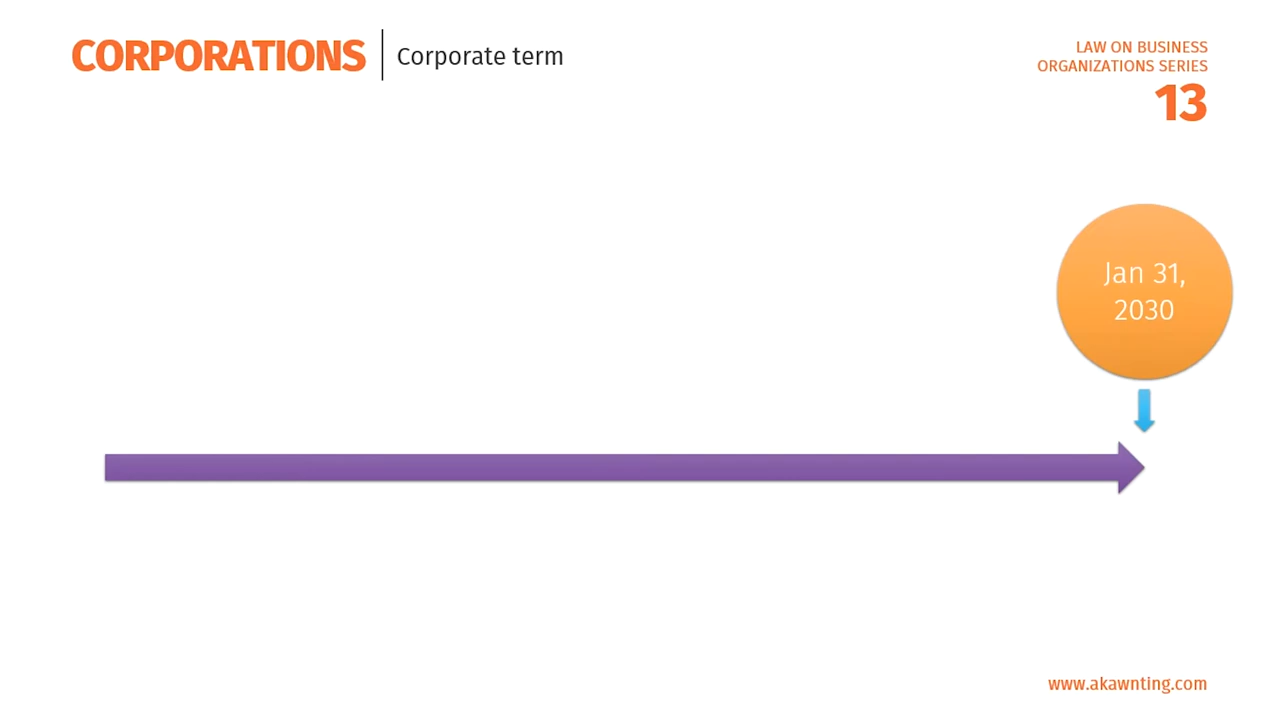 CORPORATIONS
Corporate term
LAW ON BUSINESS
ORGANIZATIONS SERIES
13
Jan 31,
2030
www.akawnting.com